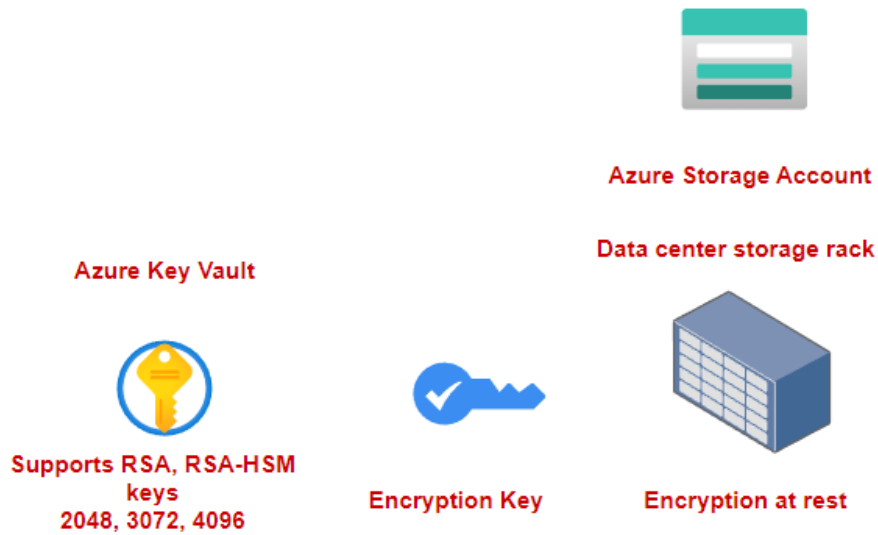 Azure Storage Account
Data center storage rack
Azure Key Vault
Supports RSA, RSA-HSM
keys
2048, 3072, 4096
Encryption Key
Encryption at rest